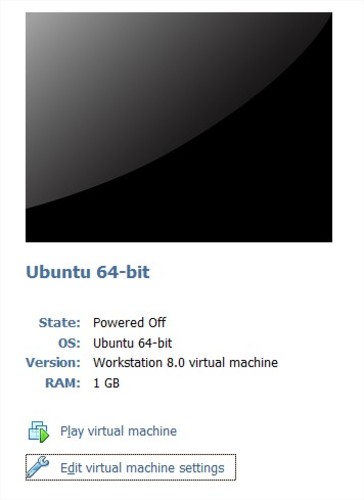 Ubuntu 64-bit
State: Powered Off
OS: Ubuntu 64-bit
Version: Workstation 8.0 virtual machine
RAM: 1 GB
Play virtual machine
Edit virtual machine settings